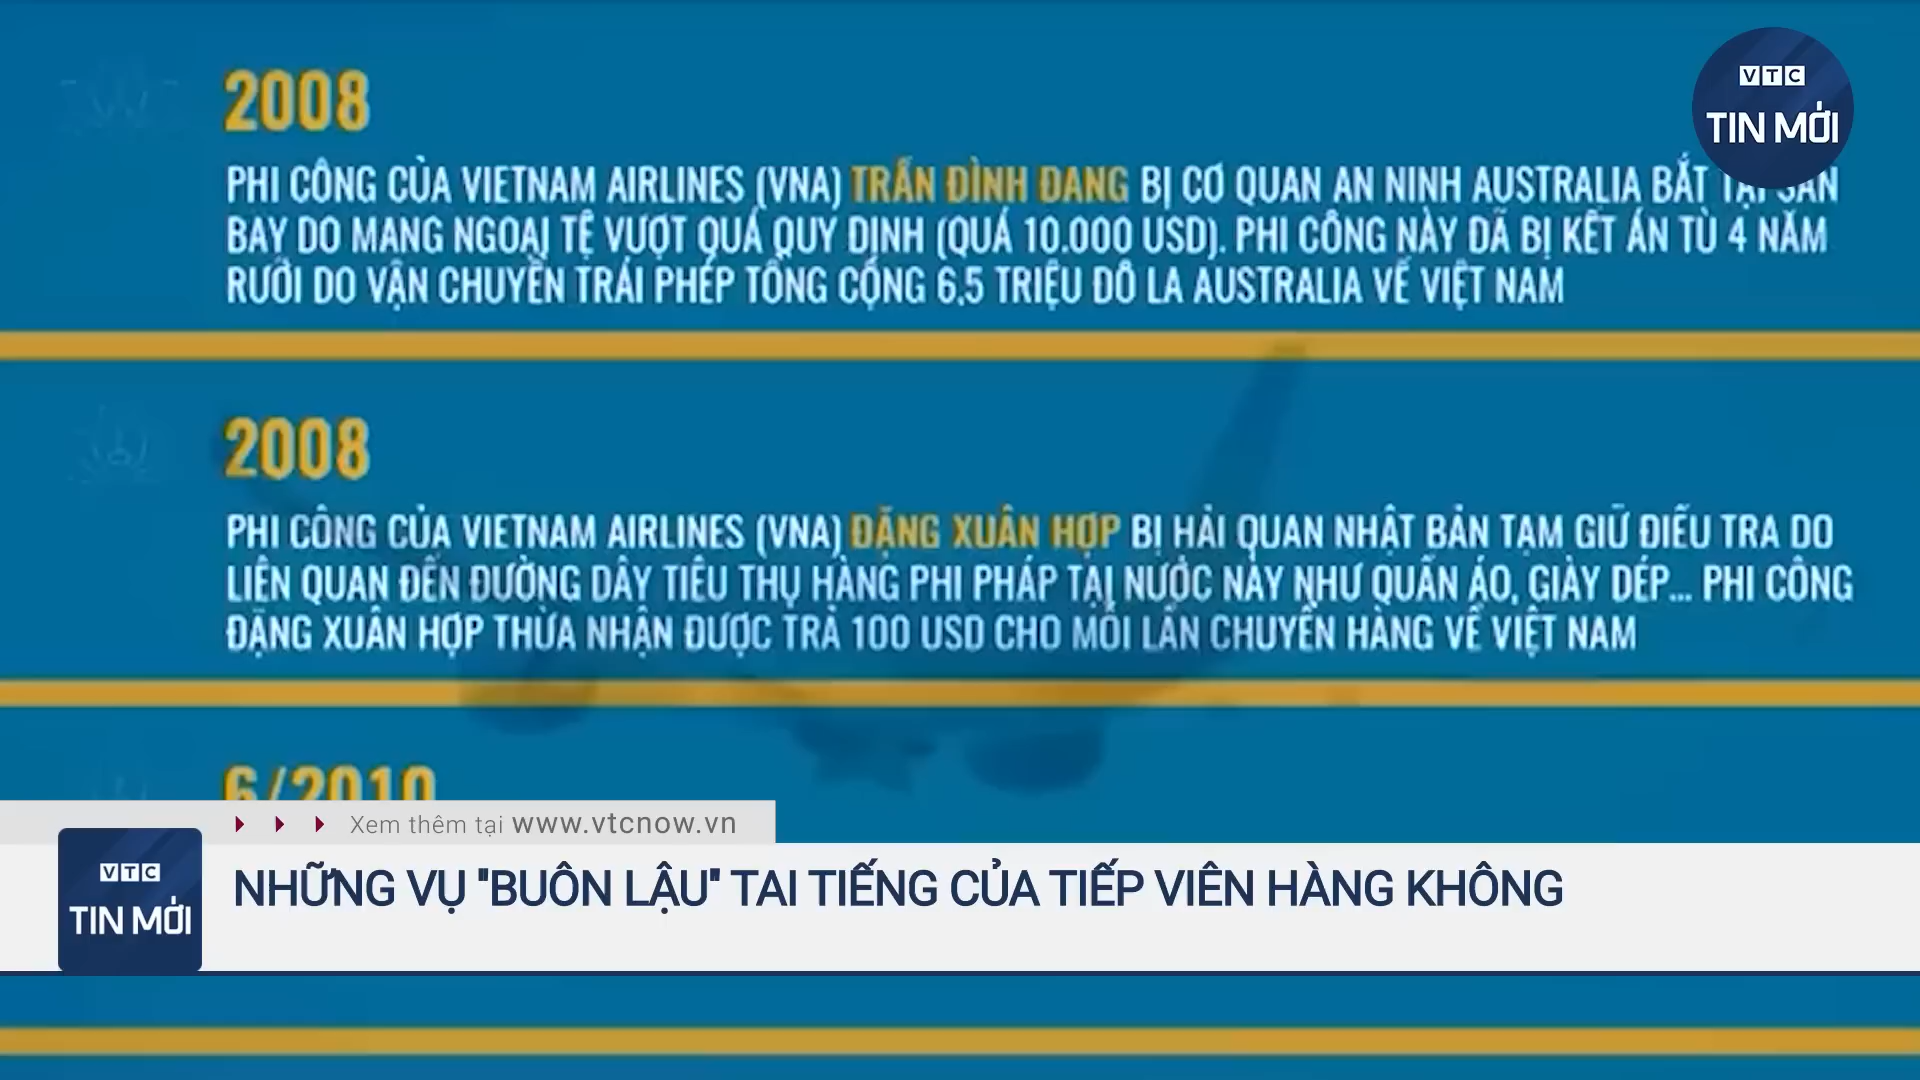 2008
VTC
TIN MỚI
PHI CÔNG CỦA VIETNAM AIRLINES (VNA) TRẦN ĐÌNH ĐANG BỊ CƠ QUAN AN NINH AUSTRALIA BẮT TẠI SÂN
BAY DO MANG NGOẠI TỆ VƯỢT QUÁ QUY ĐỊNH (QUÁ 10.000 USD). PHI CÔNG NÀY ĐÃ BỊ KẾT ÁN TÙ 4 NĂM
RƯỠI DO VẬN CHUYỂN TRÁI PHÉP TỔNG CỘNG 6,5 TRIỆU ĐÔ LA AUSTRALIA VỀ VIỆT NAM
2008
PHI CÔNG CỦA VIETNAM AIRLINES (VNA) ĐẶNG XUÂN HỢP BỊ HẢI QUAN NHẬT BẢN TẠM GIỮ ĐIỀU TRA DO
LIÊN QUAN ĐẾN ĐƯỜNG DÂY TIÊU THỤ HÀNG PHI PHÁP TẠI NƯỚC NÀY NHƯ QUẦN ÁO, GIÀY DÉP... PHI CÔNG
ĐẶNG XUÂN HỢP THỪA NHẬN ĐƯỢC TRẢ 100 USD CHO MỖI LẦN CHUYỂN HÀNG VỀ VIỆT NAM
6/2010
Xem thêm tại www.vtcnow.vn
VTC
TIN MỚI
NHỮNG VỤ "BUÔN LẬU" TAI TIẾNG CỦA TIẾP VIÊN HÀNG KHÔNG